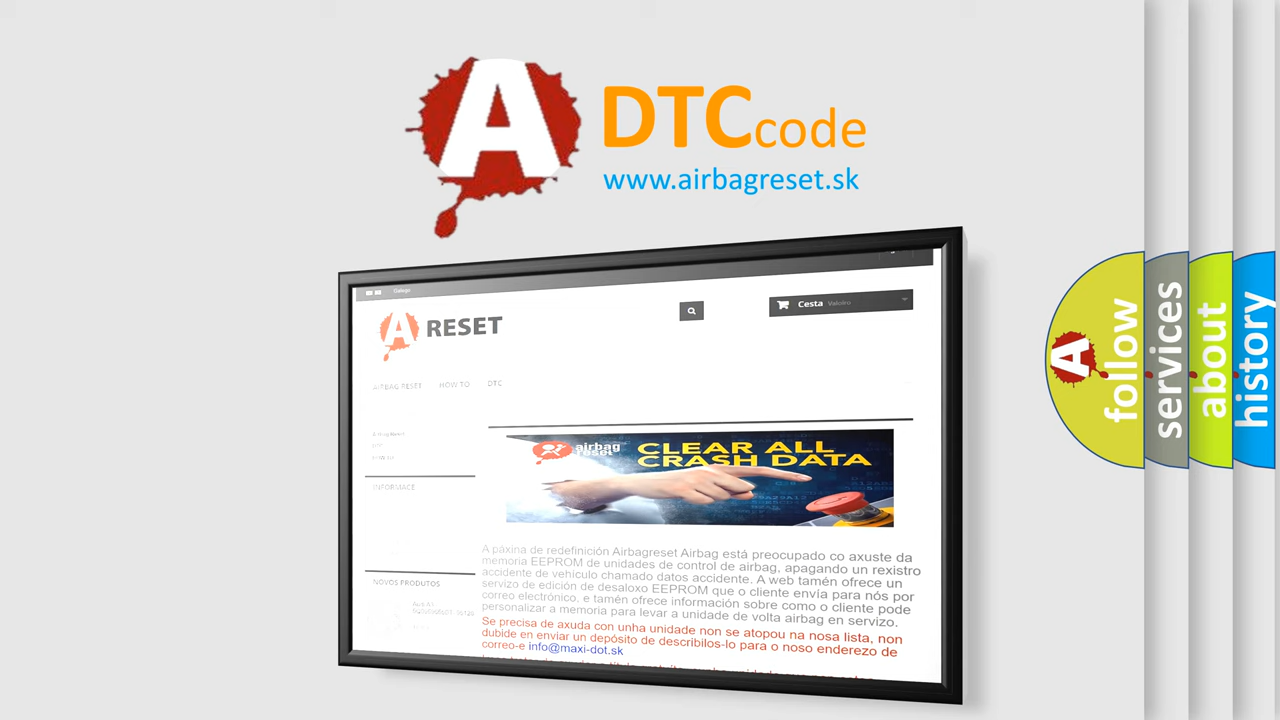 A
DTCcode
www.airbagreset.sk
Galego
A RESET
Cesta Valeiro
AIRBAG RESET HOW TO DTC
INFORMACE
airbag
reset
CLEAR ALL
CRASH DATA
A páxina de redefinición Airbagreset Airbag está preocupado co axuste da
memoria EEPROM de unidades de control de airbag, apagando un rexistro
accidente de vehículo chamado datos accidente. A web tamén ofrece un
servizo de edición de desaloxo EEPROM que o cliente envía para nós por
correo electrónico, e tamén ofrece información sobre como o cliente pode
personalizar a memoria para levar a unidade de volta airbag en servizo.
Se precisa de axuda con unha unidade non se atopou na nosa lista, non
dubide en enviar un depósito de describilos-lo para o noso enderezo de
correo-e info@maxi-dot.sk
NOVOS PRODUTOS
A
follow
services
about
history